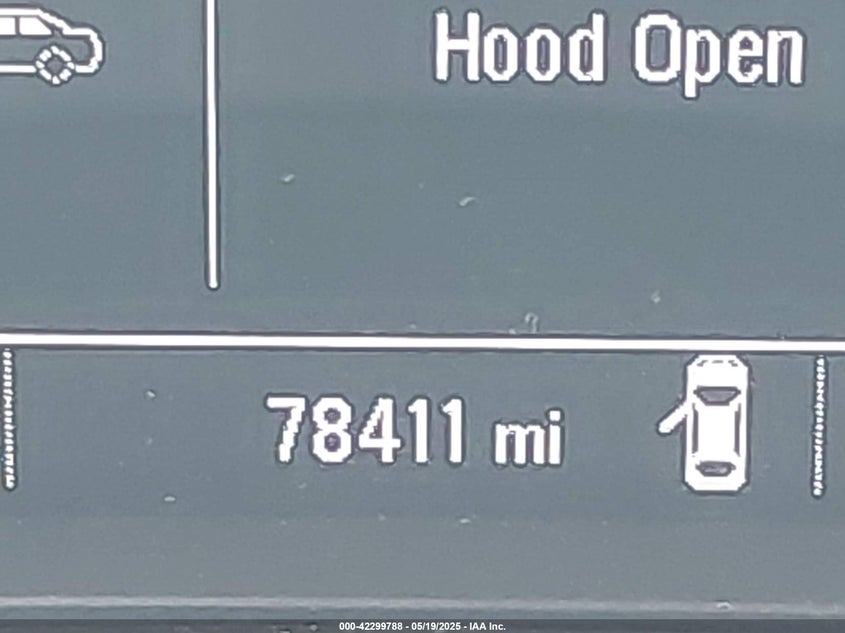 Hood Open
78411 mi
000-42299788 - 05/19/2025 - IAA Inc.